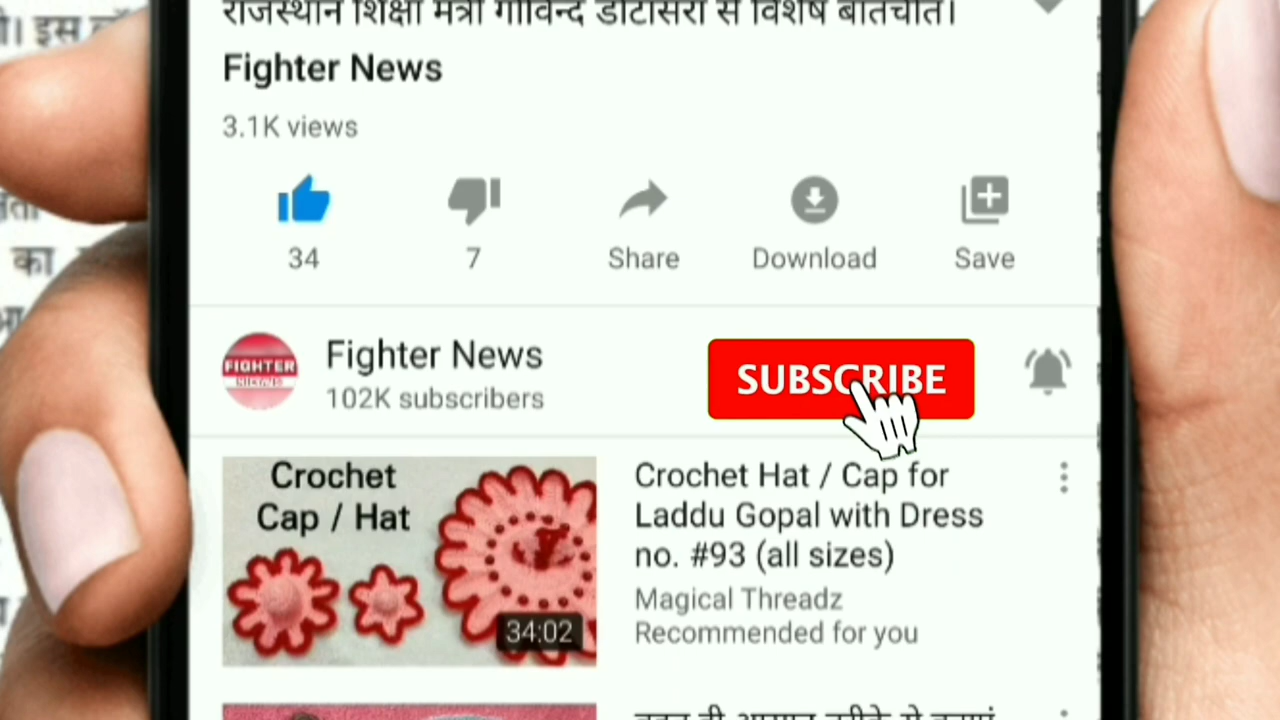 राजस्थान शिक्षा मंत्री गोविन्द डोटासरा से विशेष बातचीत।
Fighter News
3.1K views
34
7
Share
Download
Save
Fighter News
102K subscribers
FIGHTER
SUBSCRIBE
Crochet
Cap / Hat
34:02
Crochet Hat / Cap for
Laddu Gopal with Dress
no. #93 (all sizes)
Magical Threadz
Recommended for you
इस
का